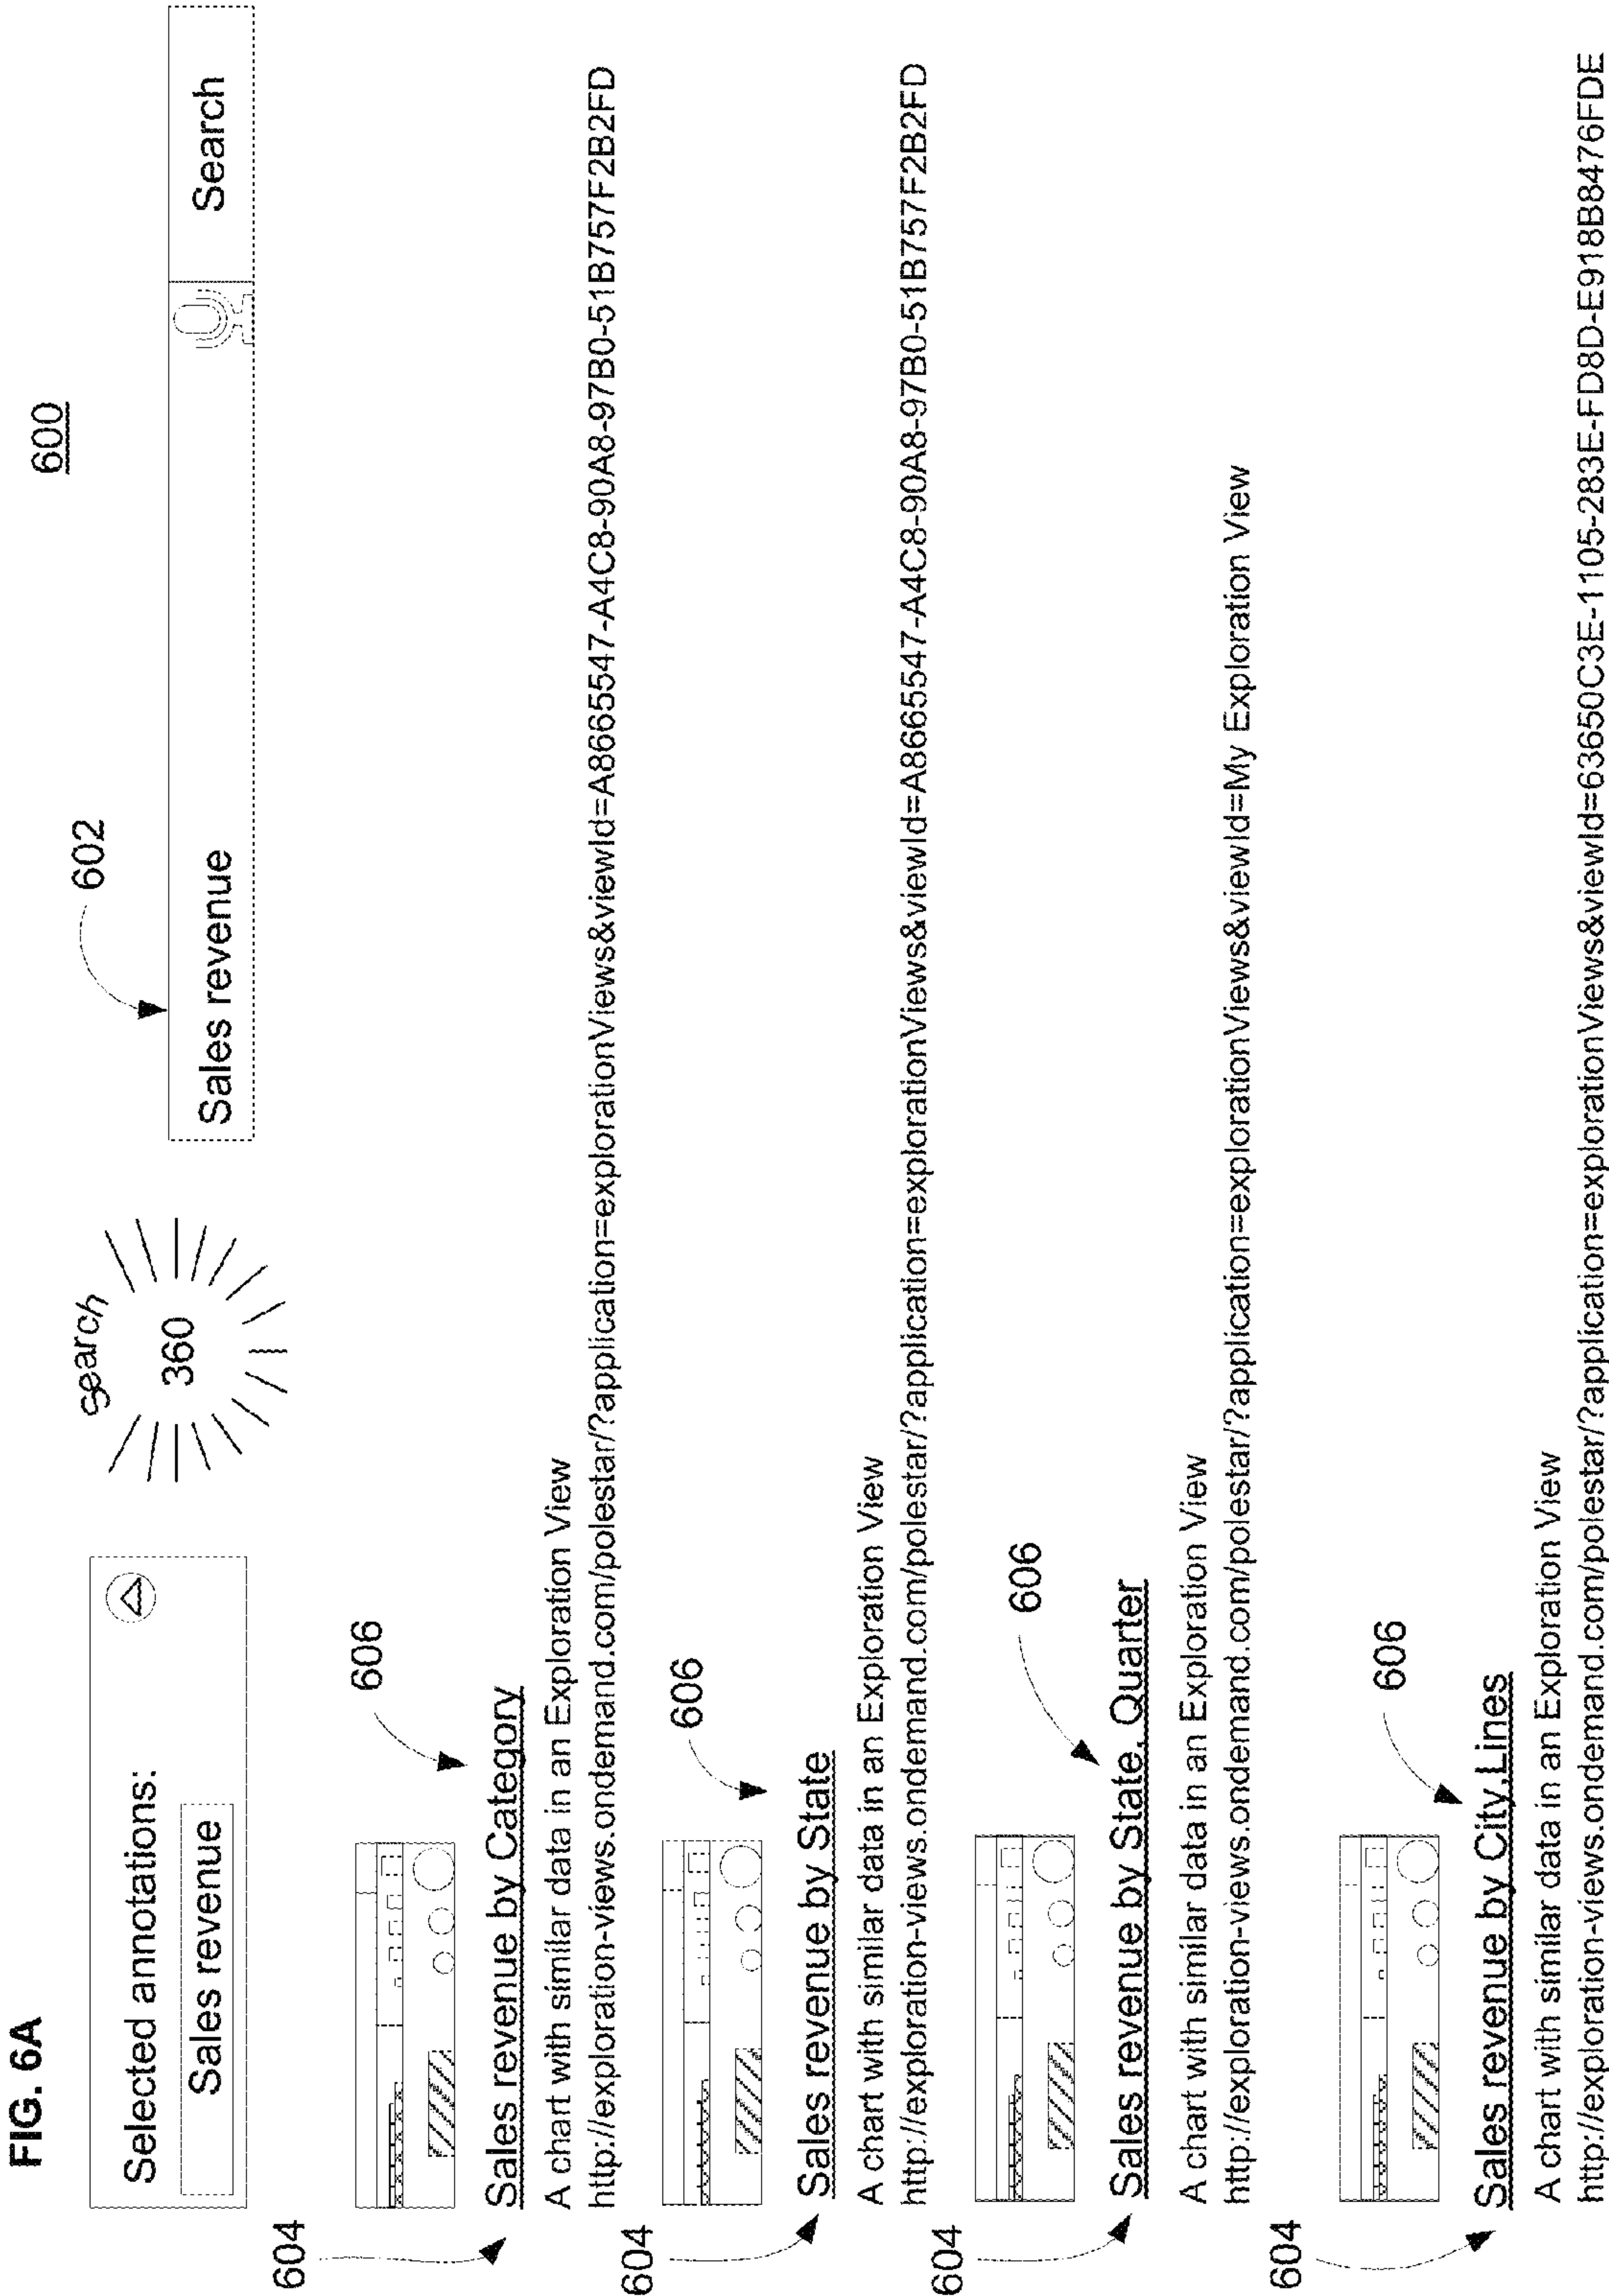 FIG. 6A
600
Selected annotations:
Sales revenue
search
360
602
Sales revenue
Search
604
606
Sales revenue by Category
A chart with similar data in an Exploration View
http://exploration-views.ondemand.com/polestar/?application=explorationViews&viewId=A8665547-A4C8-90A8-97B0-51B757F2B2FD
604
606
Sales revenue by State
A chart with similar data in an Exploration View
http://exploration-views.ondemand.com/polestar/?application=explorationViews&viewId=A8665547-A4C8-90A8-97B0-51B757F2B2FD
604
606
Sales revenue by State, Quarter
A chart with similar data in an Exploration View
http://exploration-views.ondemand.com/polestar/?application=explorationViews&viewId=My Exploration View
604
606
Sales revenue by City,Lines
A chart with similar data in an Exploration View
http://exploration-views.ondemand.com/polestar/?application=explorationViews&viewId=63650C3E-1105-283E-FD8D-E918B8476FDE